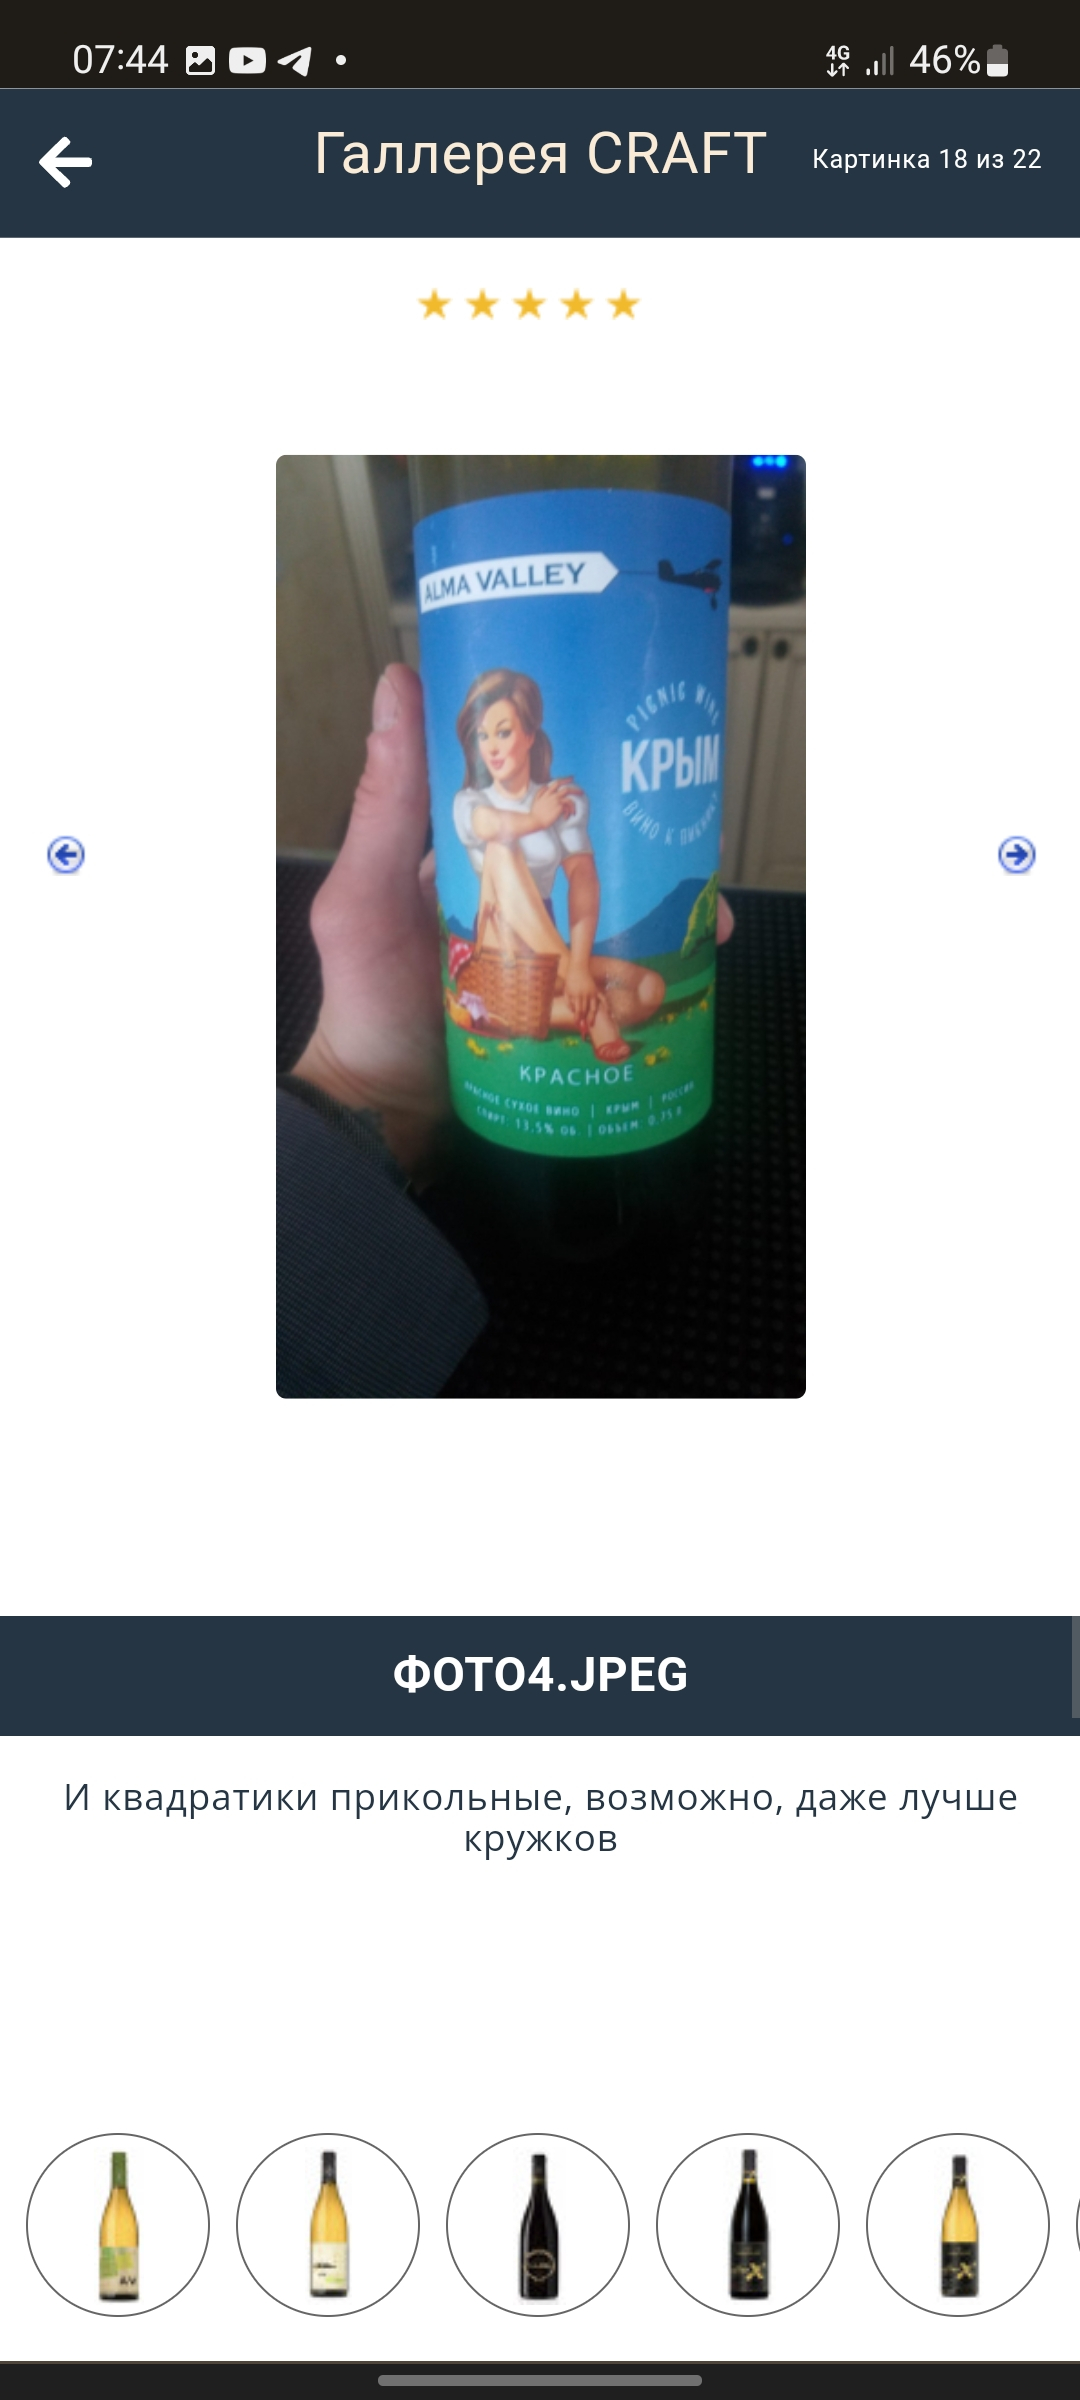 07:44
4G
46%
Галлерея CRAFT
Картинка 18 из 22
ALMA VALLEY
PICNIC WINE
КРЫМ
ВИНО К ПИКНИКУ
КРАСНОЕ
КРАСНОЕ СУХОЕ ВИНО | КРЫМ | РОССИЯ
СПИРТ: 13,5% ОБ. | ОБЪЕМ: 0,75 Л.
ФОТО4.JPEG
И квадратики прикольные, возможно, даже лучше
кружков